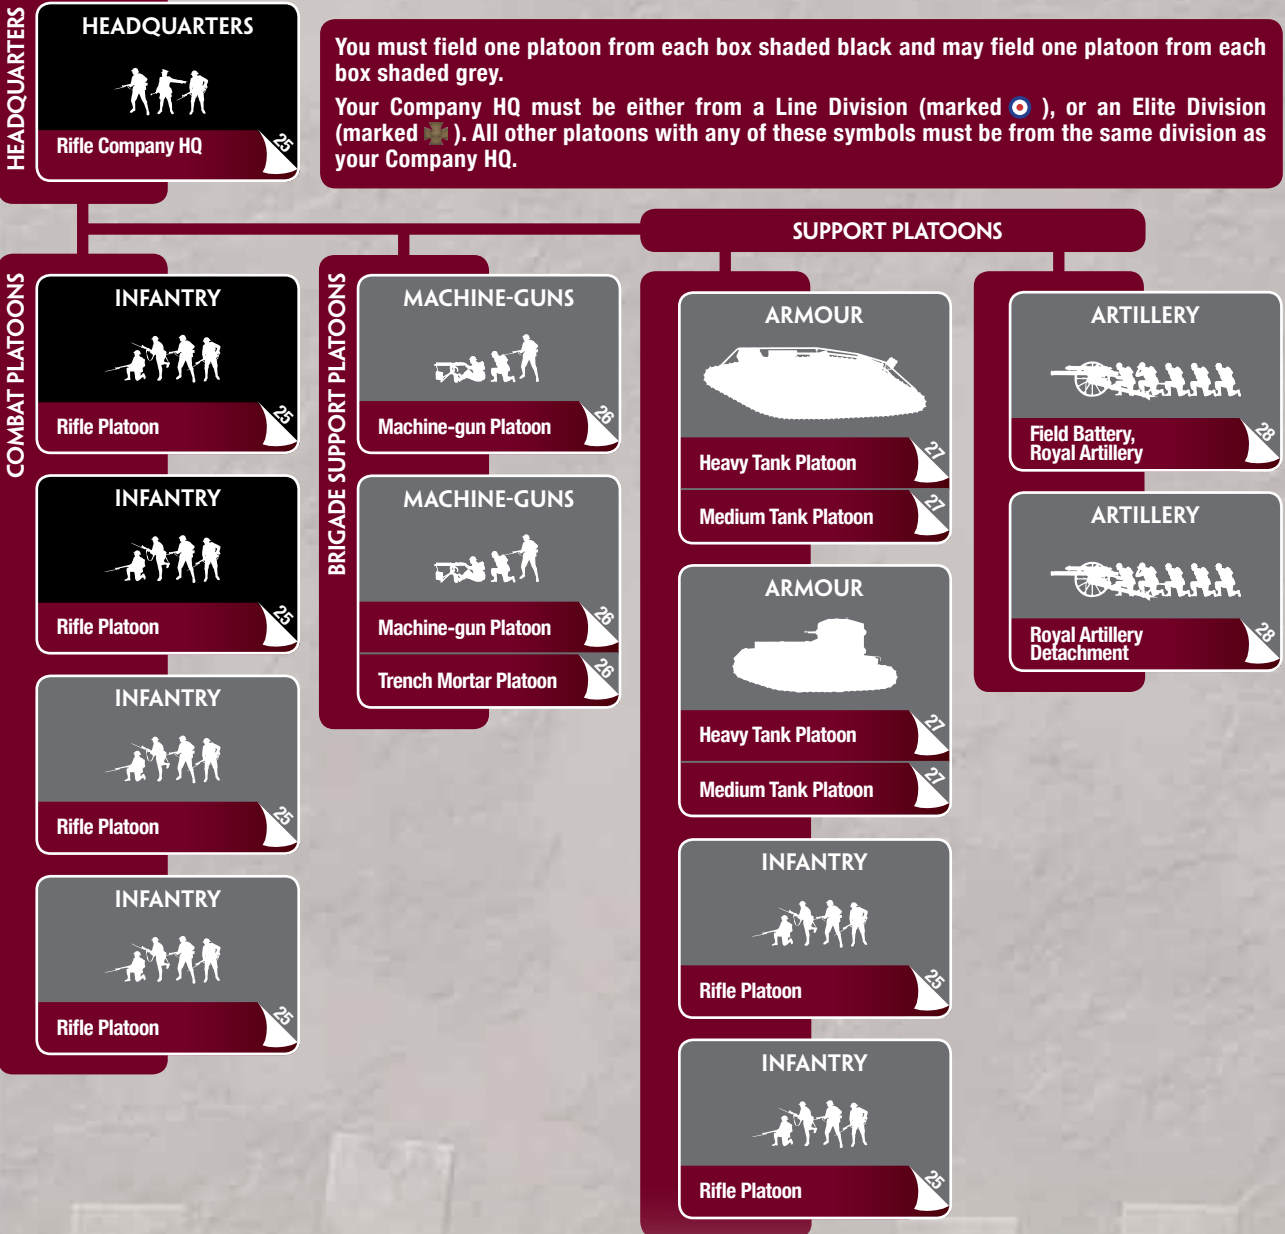 HEADQUARTERS
HEADQUARTERS
Rifle Company HQ
25
You must field one platoon from each box shaded black and may field one platoon from each
box shaded grey.
Your Company HQ must be either from a Line Division (marked ), or an Elite Division
(marked ). All other platoons with any of these symbols must be from the same division as
your Company HQ.
COMBAT PLATOONS
INFANTRY
Rifle Platoon
25
INFANTRY
Rifle Platoon
25
INFANTRY
Rifle Platoon
25
INFANTRY
Rifle Platoon
25
BRIGADE SUPPORT PLATOONS
MACHINE-GUNS
Machine-gun Platoon
26
MACHINE-GUNS
Machine-gun Platoon
26
Trench Mortar Platoon
26
SUPPORT PLATOONS
ARMOUR
Heavy Tank Platoon
27
Medium Tank Platoon
27
ARMOUR
Heavy Tank Platoon
27
Medium Tank Platoon
27
INFANTRY
Rifle Platoon
25
INFANTRY
Rifle Platoon
25
ARTILLERY
Field Battery,
Royal Artillery
28
ARTILLERY
Royal Artillery
Detachment
28